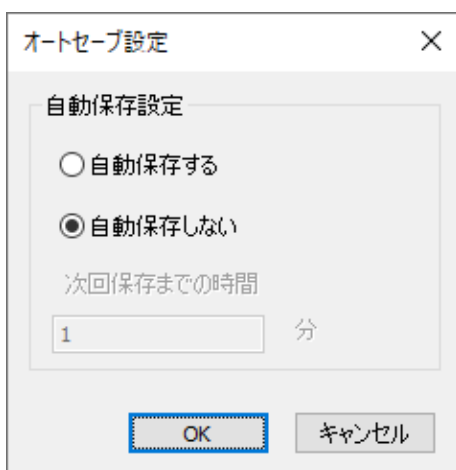 オートセーブ設定
自動保存設定
自動保存する
自動保存しない
次回保存までの時間
1 分
OK キャンセル